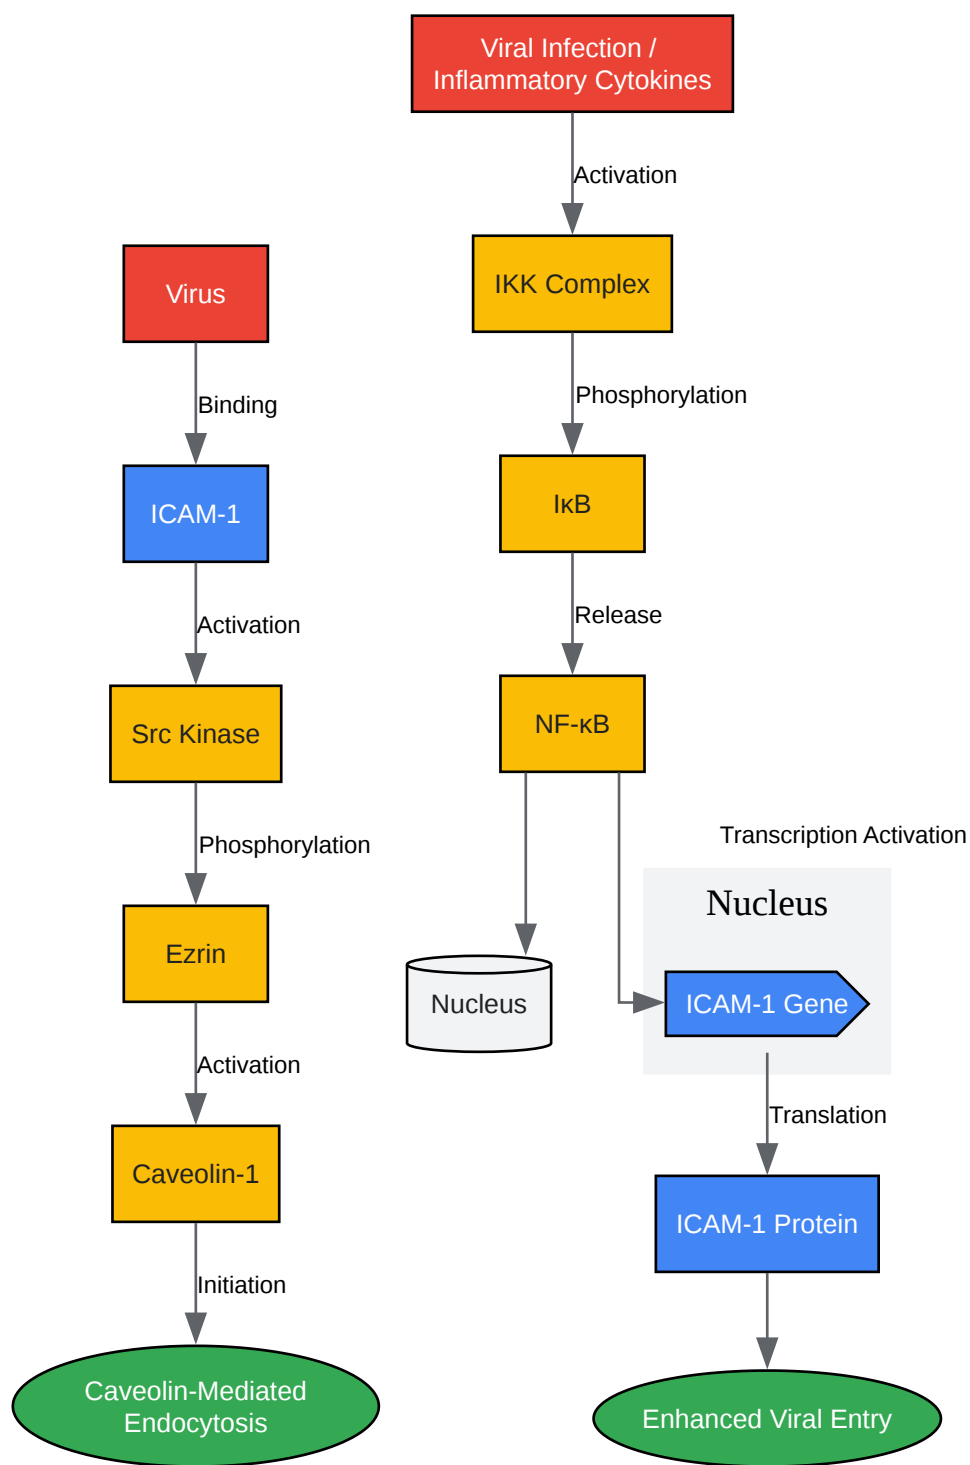 Viral Infection /
Inflammatory Cytokines
Activation
IKK Complex
Phosphorylation
IκB
Release
NF-κB
Transcription Activation
Nucleus
Nucleus
ICAM-1 Gene
Translation
ICAM-1 Protein
Enhanced Viral Entry
Virus
Binding
ICAM-1
Activation
Src Kinase
Phosphorylation
Ezrin
Activation
Caveolin-1
Initiation
Caveolin-Mediated
Endocytosis